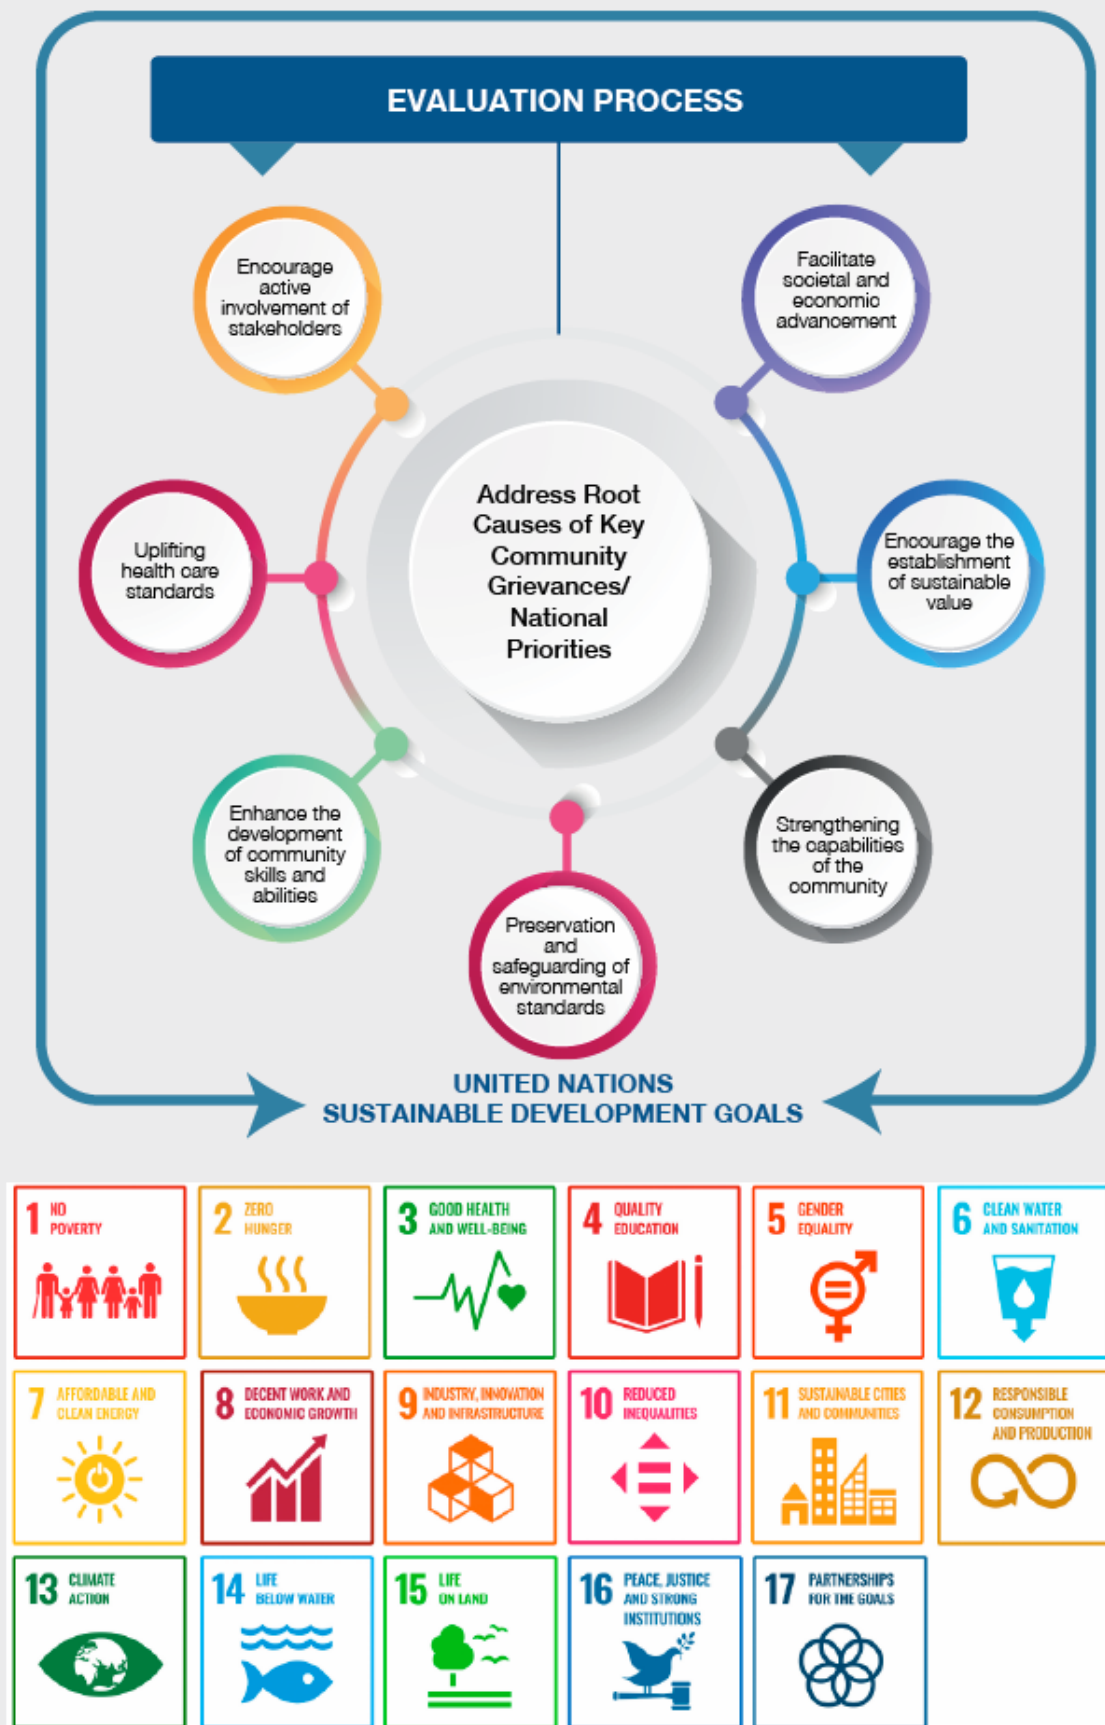 EVALUATION PROCESS
Encourage
active
involvement of
stakeholders
Facilitate
societal and
economic
advancement
Address Root
Causes of Key
Community
Grievances/
National
Priorities
Uplifting
health care
standards
Encourage the
establishment
of sustainable
value
Enhance the
development
of community
skills and
abilities
Strengthening
the capabilities
of the
community
Preservation
and
safeguarding of
environmental
standards
UNITED NATIONS
SUSTAINABLE DEVELOPMENT GOALS
1 NO
POVERTY
2 ZERO
HUNGER
3 GOOD HEALTH
AND WELL-BEING
4 QUALITY
EDUCATION
5 GENDER
EQUALITY
6 CLEAN WATER
AND SANITATION
7 AFFORDABLE AND
CLEAN ENERGY
8 DECENT WORK AND
ECONOMIC GROWTH
9 INDUSTRY, INNOVATION
AND INFRASTRUCTURE
10 REDUCED
INEQUALITIES
11 SUSTAINABLE CITIES
AND COMMUNITIES
12 RESPONSIBLE
CONSUMPTION
AND PRODUCTION
13 CLIMATE
ACTION
14 LIFE
BELOW WATER
15 LIFE
ON LAND
16 PEACE, JUSTICE
AND STRONG
INSTITUTIONS
17 PARTNERSHIPS
FOR THE GOALS